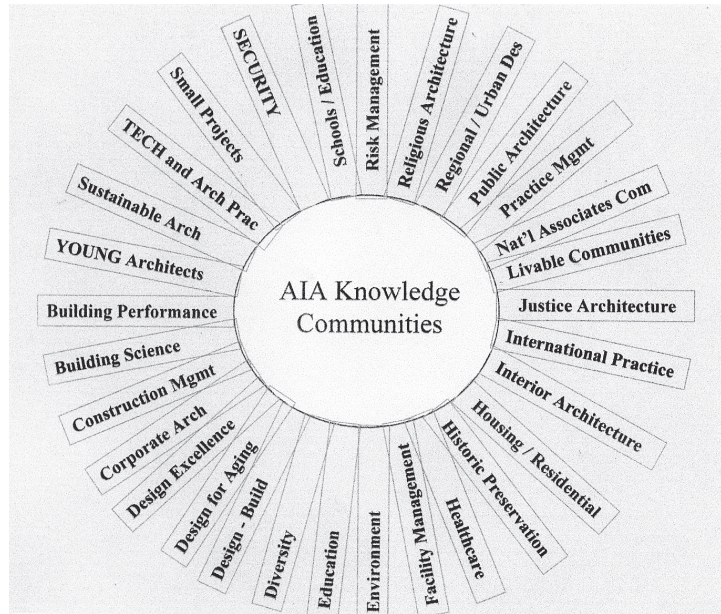 AIA Knowledge
Communities
Risk Management
Religious Architecture
Regional / Urban Des
Public Architecture
Practice Mgmt
Nat'l Associates Com
Livable Communities
Justice Architecture
International Practice
Interior Architecture
Housing / Residential
Historic Preservation
Healthcare
Facility Management
Environment
Education
Diversity
Design - Build
Design for Aging
Design Excellence
Corporate Arch
Construction Mgmt
Building Science
Building Performance
YOUNG Architects
Sustainable Arch
TECH and Arch Prac
Small Projects
SECURITY
Schools / Education